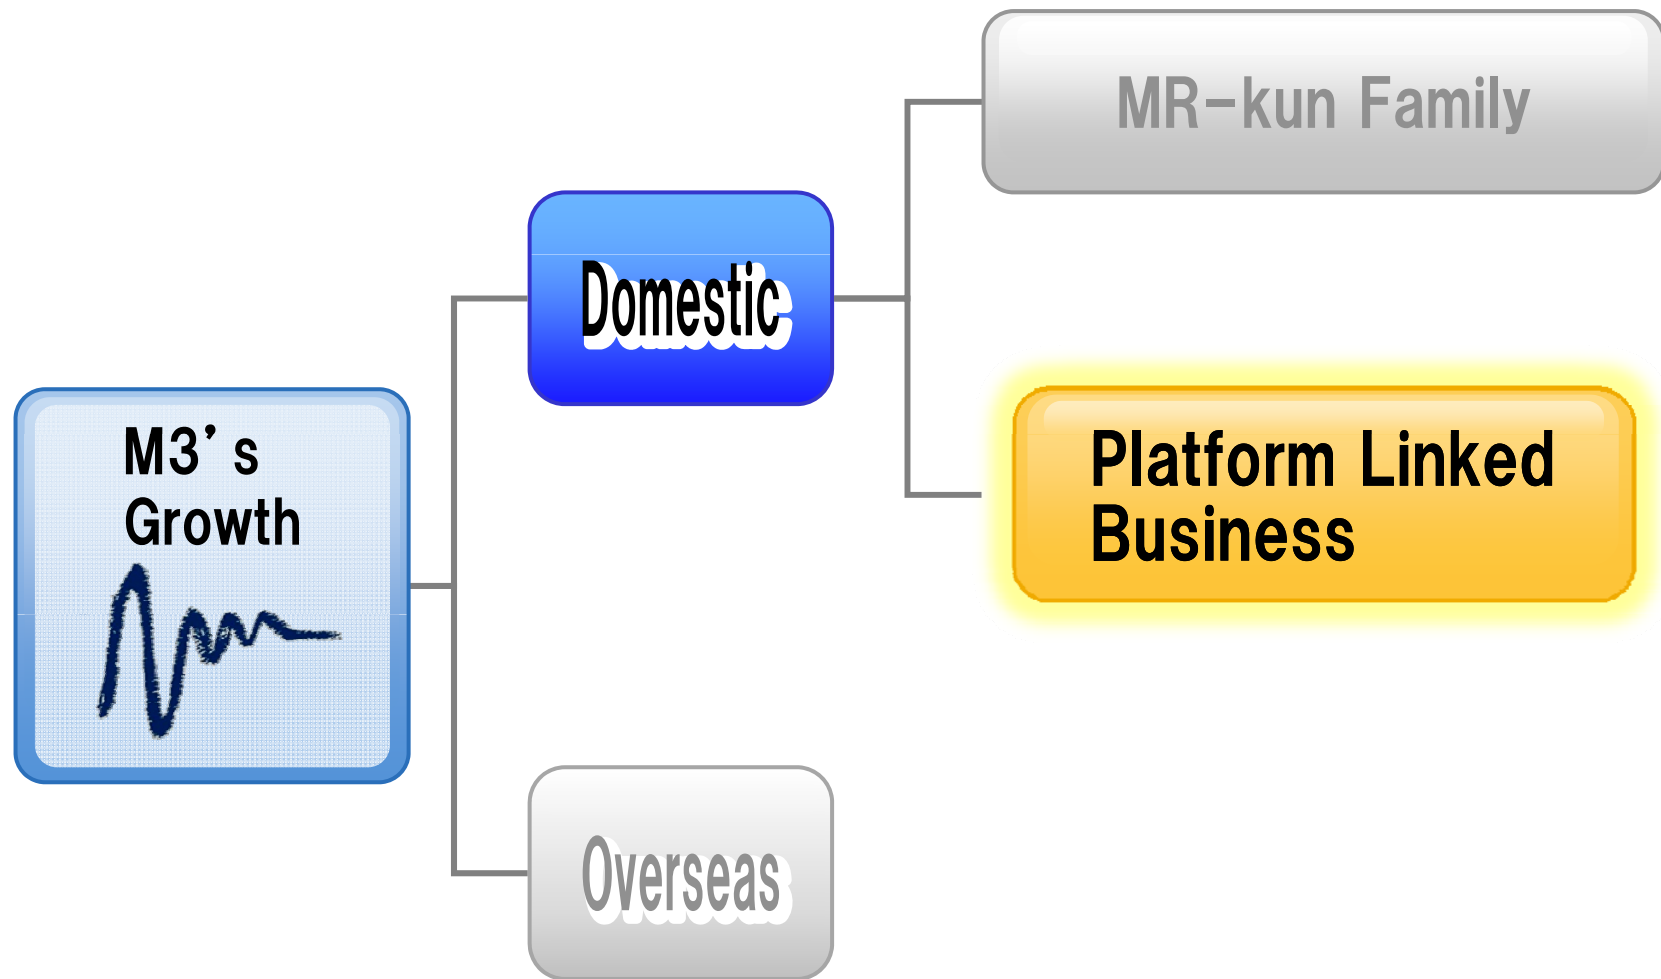 MR-kun Family
Domestic
M3's
Growth
Platform Linked
Business
Overseas